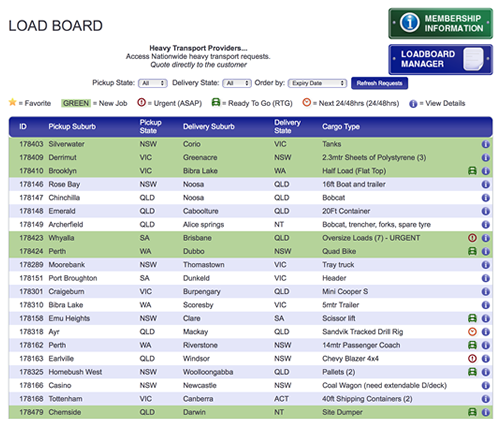 LOAD BOARD
MEMBERSHIP
INFORMATION
LOADBOARD
MANAGER
Heavy Transport Providers...
Access Nationwide heavy transport requests.
Quote directly to the customer
Pickup State: All Delivery State: All Order by: Expiry Date Refresh Requests
= Favorite GREEN = New Job = Urgent (ASAP) = Ready To Go (RTG) = Next 24/48hrs (24/48hrs) = View Details
ID Pickup Suburb Pickup State Delivery Suburb Delivery State Cargo Type
178403 Silverwater NSW Corio VIC Tanks
178409 Derrimut VIC Greenacre NSW 2.3mtr Sheets of Polystyrene (3)
178410 Brooklyn VIC Bibra Lake WA Half Load (Flat Top)
178146 Rose Bay NSW Noosa QLD 16ft Boat and trailer
178147 Chinchilla QLD Noosa QLD Bobcat
178148 Emerald QLD Caboolture QLD 20Ft Container
178149 Archerfield QLD Alice springs NT Bobcat, trencher, forks, spare tyre
178423 Whyalla SA Brisbane QLD Oversize Loads (7) - URGENT
178424 Perth WA Dubbo NSW Quad Bike
178289 Moorebank NSW Thomastown VIC Tray truck
178151 Port Broughton SA Dunkeld VIC Header
178301 Craigeburn VIC Burpengary QLD Mini Cooper S
178310 Bibra Lake WA Scoresby VIC 5mtr Trailer
178158 Emu Heights NSW Clare SA Scissor lift
178318 Ayr QLD Mackay QLD Sandvik Tracked Drill Rig
178162 Perth WA Riverstone NSW 14mtr Passenger Coach
178163 Earlville QLD Windsor NSW Chevy Blazer 4x4
178325 Homebush West NSW Woolloongabba QLD Pallets (2)
178166 Casino NSW Newcastle NSW Coal Wagon (need extendable D/deck)
178168 Tottenham VIC Canberra ACT 40ft Shipping Containers (2)
178479 Chemside QLD Darwin NT Site Dumper